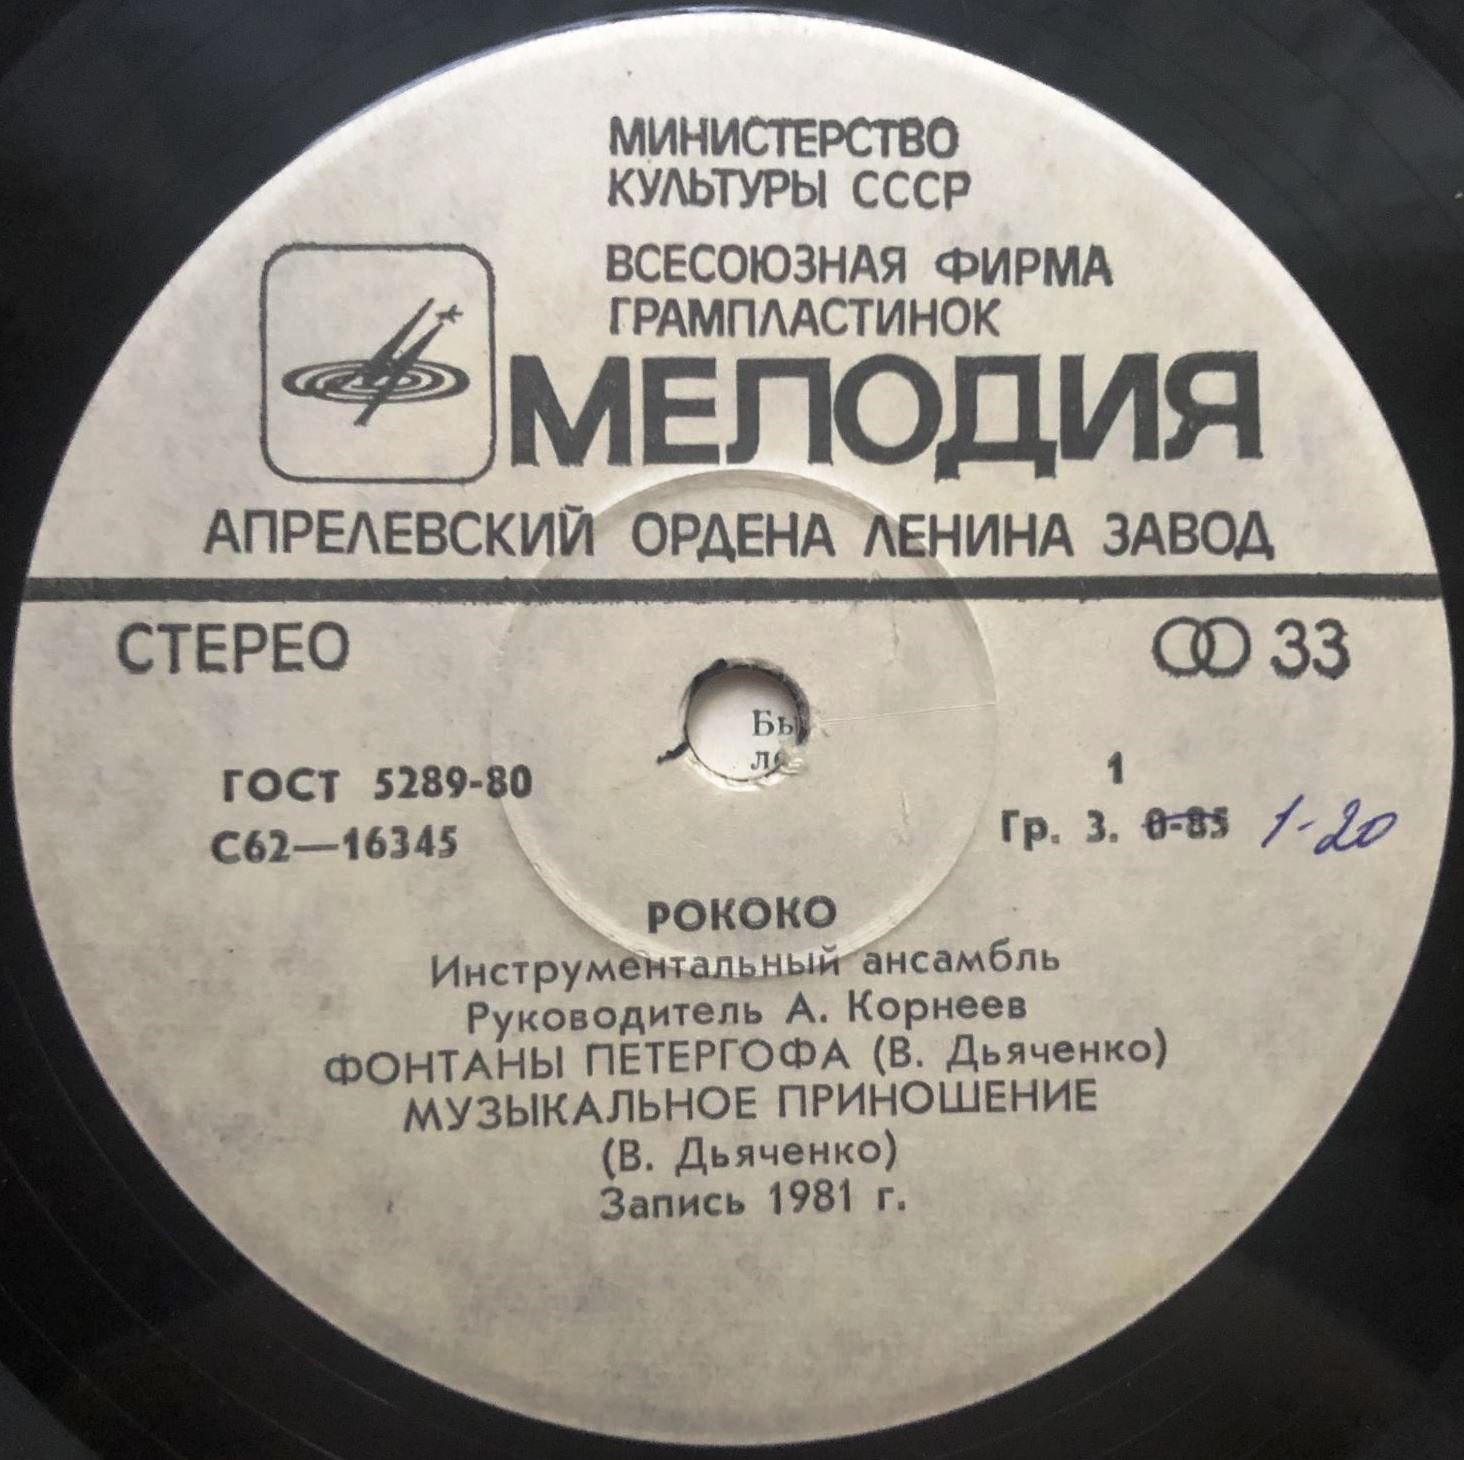 МИНИСТЕРСТВО
КУЛЬТУРЫ СССР
ВСЕСОЮЗНАЯ ФИРМА
ГРАМПЛАСТИНОК
МЕЛОДИЯ
АПРЕЛЕВСКИЙ ОРДЕНА ЛЕНИНА ЗАВОД
СТЕРЕО
33
Бы
ле
ГОСТ 5289-80
С62—16345
1
Гр. 3. 0-85 1-20
РОКОКО
Инструментальный ансамбль
Руководитель А. Корнеев
ФОНТАНЫ ПЕТЕРГОФА (В. Дьяченко)
МУЗЫКАЛЬНОЕ ПРИНОШЕНИЕ
(В. Дьяченко)
Запись 1981 г.